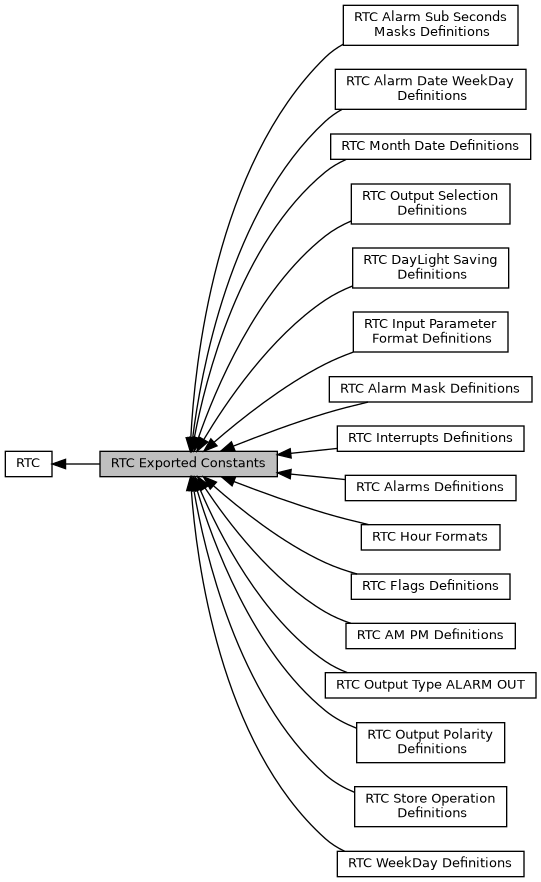 RTC Alarm Sub Seconds
Masks Definitions
RTC Alarm Date WeekDay
Definitions
RTC Month Date Definitions
RTC Output Selection
Definitions
RTC DayLight Saving
Definitions
RTC Input Parameter
Format Definitions
RTC Alarm Mask Definitions
RTC Interrupts Definitions
RTC
RTC Exported Constants
RTC Alarms Definitions
RTC Hour Formats
RTC Flags Definitions
RTC AM PM Definitions
RTC Output Type ALARM OUT
RTC Output Polarity
Definitions
RTC Store Operation
Definitions
RTC WeekDay Definitions